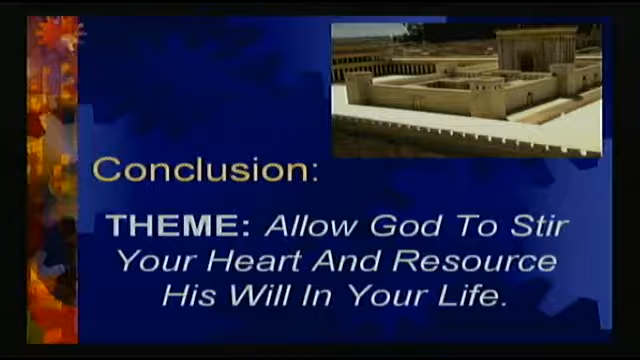 Conclusion:
THEME: Allow God To Stir
Your Heart And Resource
His Will In Your Life.